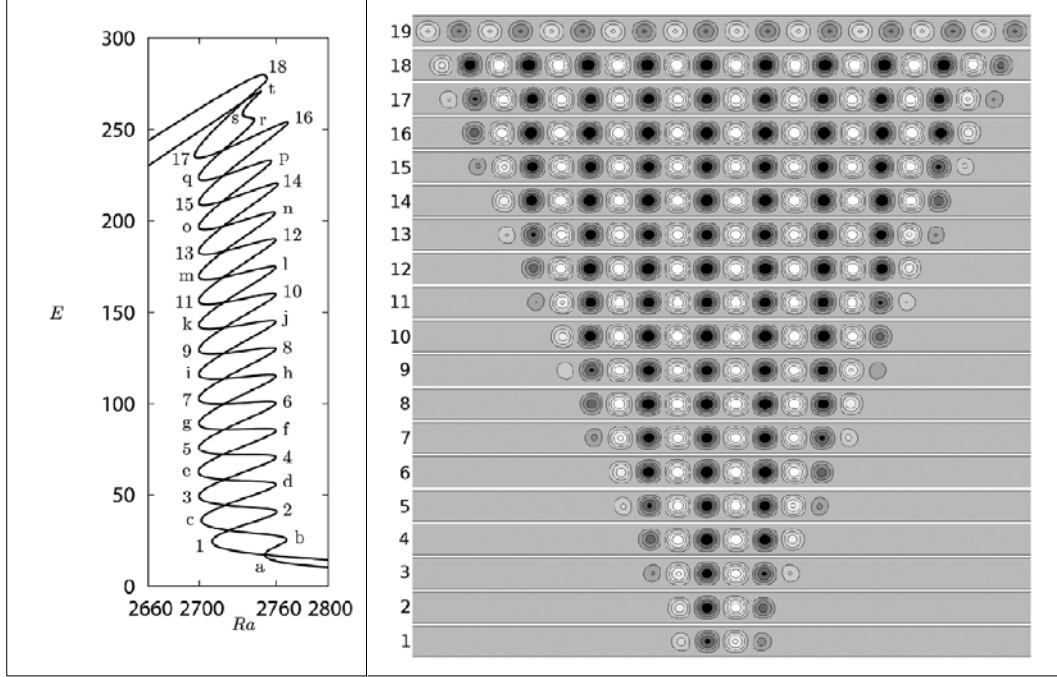 300
18
t
s r 16
250
17 p
q 14
15 n
200
o 12
13 l
m 10
11
E 150
k j
9 8
i h
7 6
100
g f
5 4
e d
50 3
2
c
b
1
a
0
2660 2700 2760 2800
Ra
19
18
17
16
15
14
13
12
11
10
9
8
7
6
5
4
3
2
1